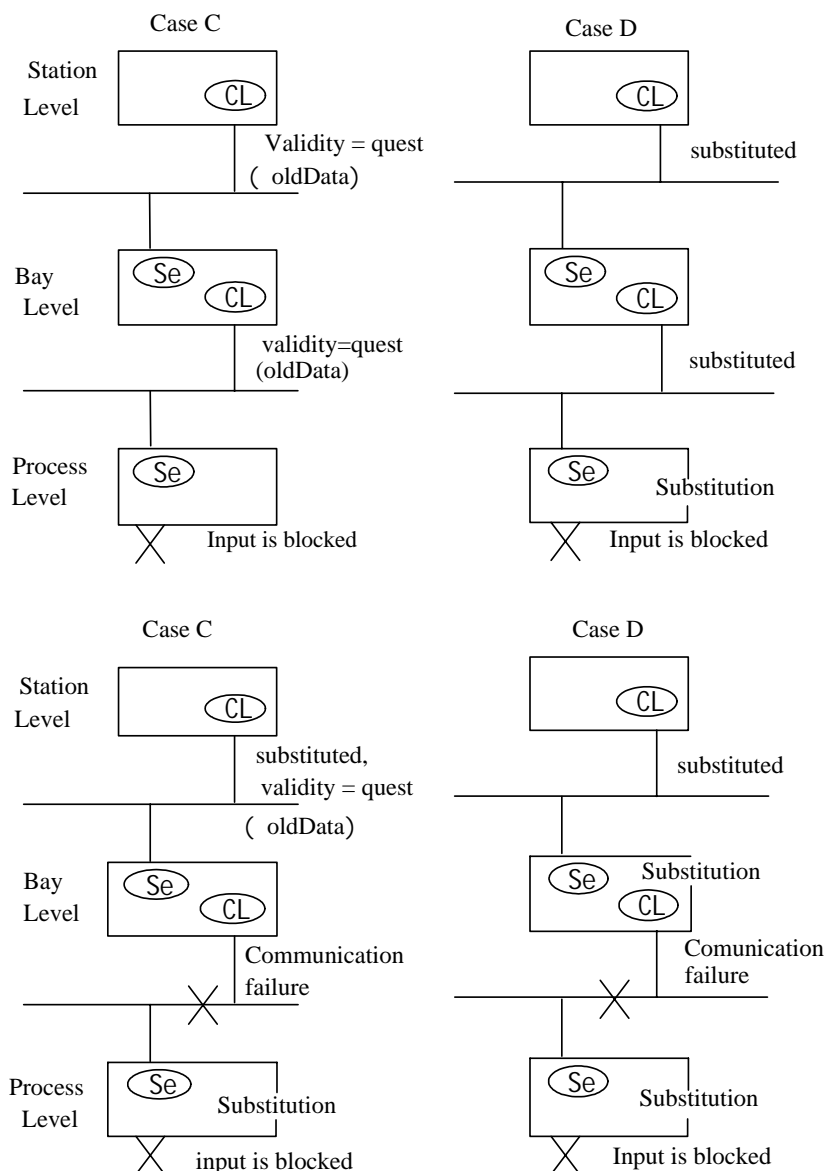 Case C
Station
Level
CL
Validity = quest
( oldData)
Bay
Level
Se
CL
validity=quest
(oldData)
Process
Level
Se
Input is blocked
Case D
CL
substituted
Se
CL
substituted
Se
Substitution
Input is blocked
Case C
Station
Level
CL
substituted,
validity = quest
( oldData)
Bay
Level
Se
CL
Communication
failure
Process
Level
Se
Substitution
input is blocked
Case D
CL
substituted
Se
Substitution
CL
Comunication
failure
Se
Substitution
Input is blocked